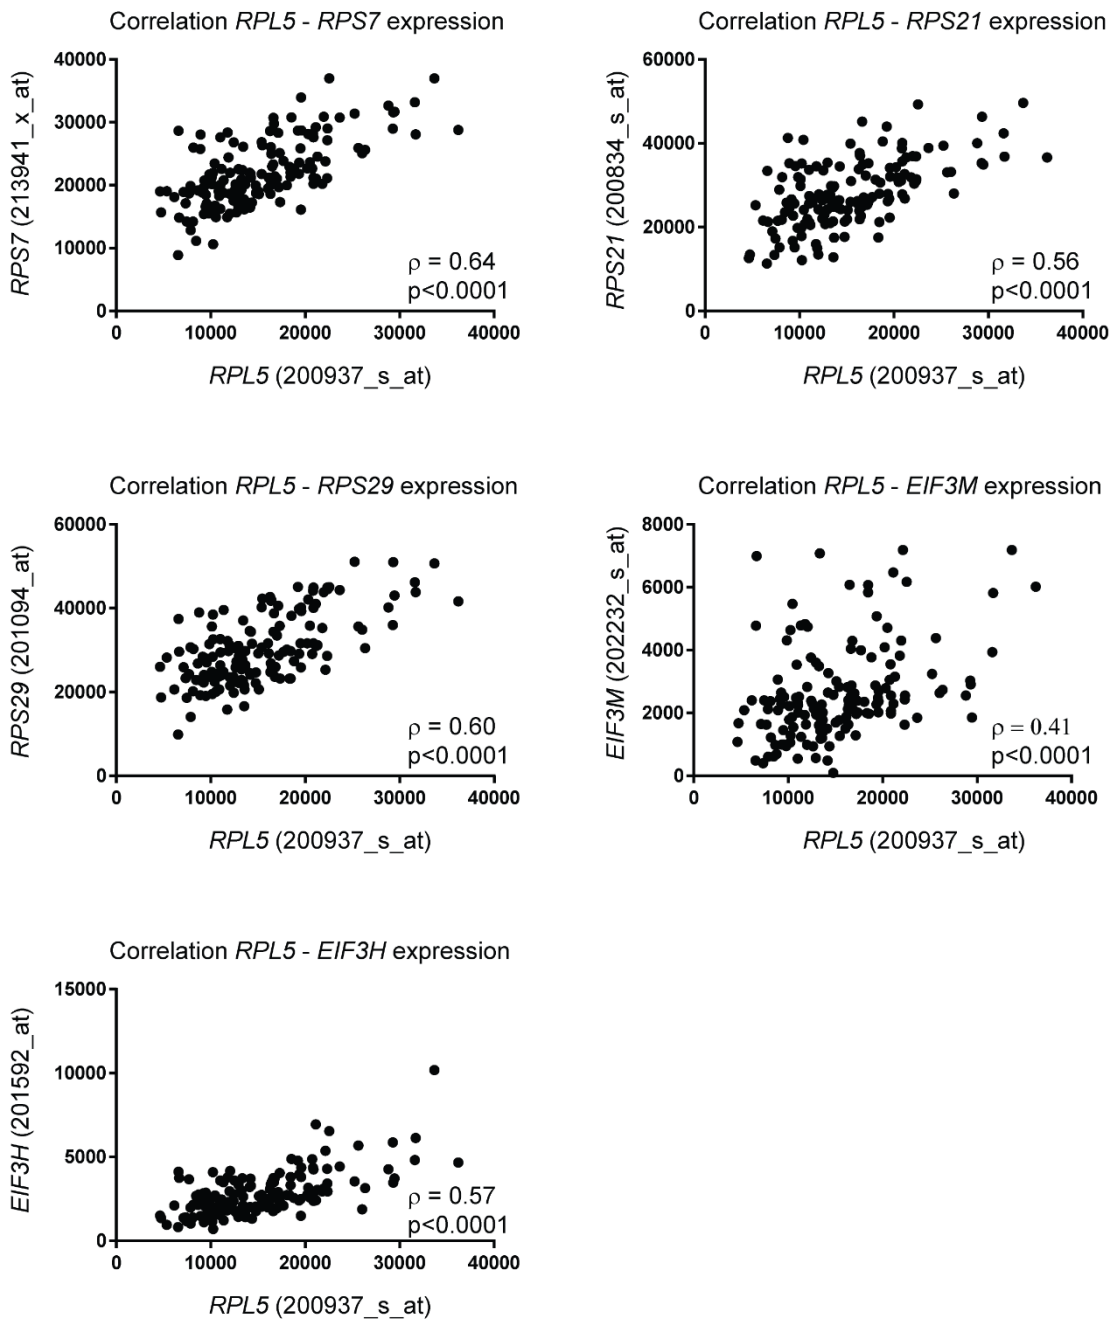 Correlation RPL5 - RPS7 expression
RPS7 (213941_x_at)
40000
30000
20000
10000
0
ρ = 0.64
p<0.0001
0 10000 20000 30000 40000
RPL5 (200937_s_at)
Correlation RPL5 - RPS21 expression
RPS21 (200834_s_at)
60000
40000
20000
0
ρ = 0.56
p<0.0001
0 10000 20000 30000 40000
RPL5 (200937_s_at)
Correlation RPL5 - RPS29 expression
RPS29 (201094_at)
60000
40000
20000
0
ρ = 0.60
p<0.0001
0 10000 20000 30000 40000
RPL5 (200937_s_at)
Correlation RPL5 - EIF3M expression
EIF3M (202232_s_at)
8000
6000
4000
2000
0
ρ = 0.41
p<0.0001
0 10000 20000 30000 40000
RPL5 (200937_s_at)
Correlation RPL5 - EIF3H expression
EIF3H (201592_at)
15000
10000
5000
0
ρ = 0.57
p<0.0001
0 10000 20000 30000 40000
RPL5 (200937_s_at)